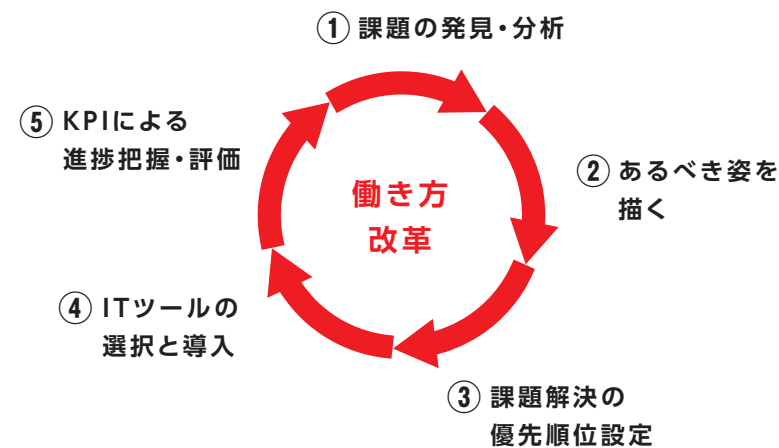 ① 課題の発見・分析
② あるべき姿を
描く
③ 課題解決の
優先順位設定
④ ITツールの
選択と導入
⑤ KPIによる
進捗把握・評価
働き方
改革